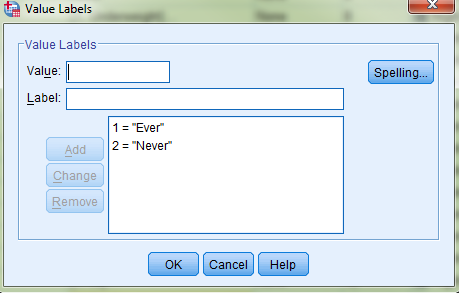 Value Labels
Value Labels
Value:
Spelling...
Label:
1 = "Ever"
2 = "Never"
Add
Change
Remove
OK
Cancel
Help